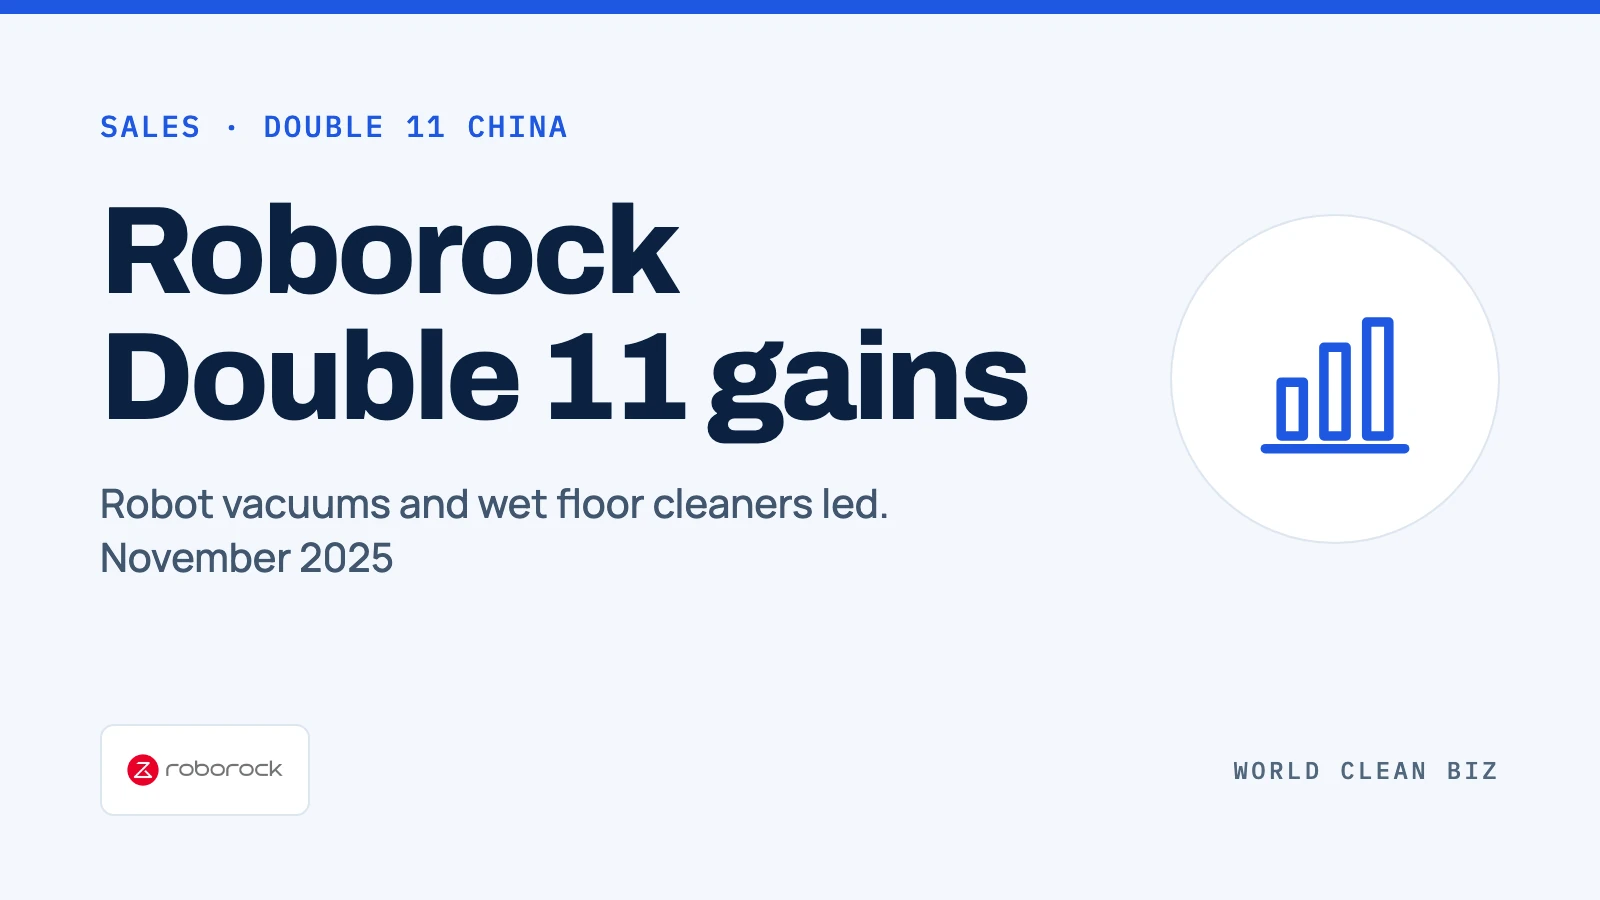 SALES · DOUBLE 11 CHINA
Roborock
Double 11 gains
Robot vacuums and wet floor cleaners led.
November 2025
roborock
WORLD CLEAN BIZ